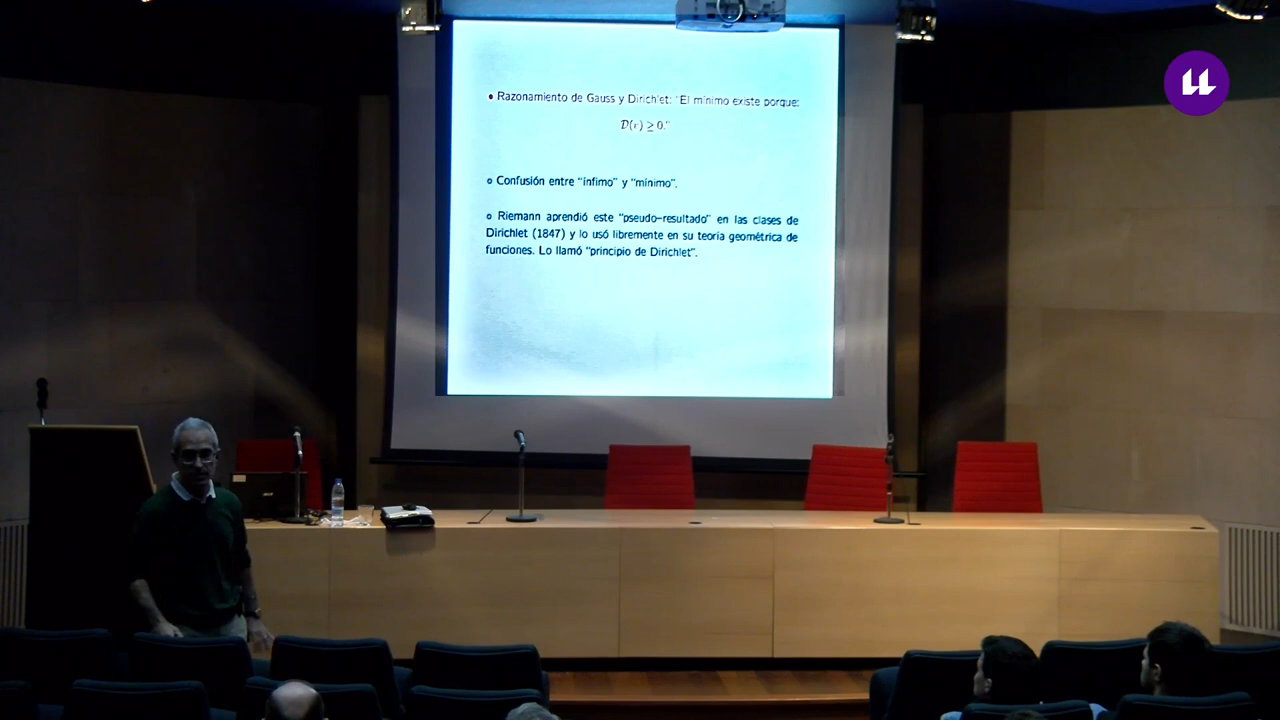 • Razonamiento de Gauss y Dirichlet: "El mínimo existe porque:
𝒟(v) ≥ 0."
o Confusión entre "ínfimo" y "mínimo".
o Riemann aprendió este "pseudo-resultado" en las clases de
Dirichlet (1847) y lo usó libremente en su teoría geométrica de
funciones. Lo llamó "principio de Dirichlet".